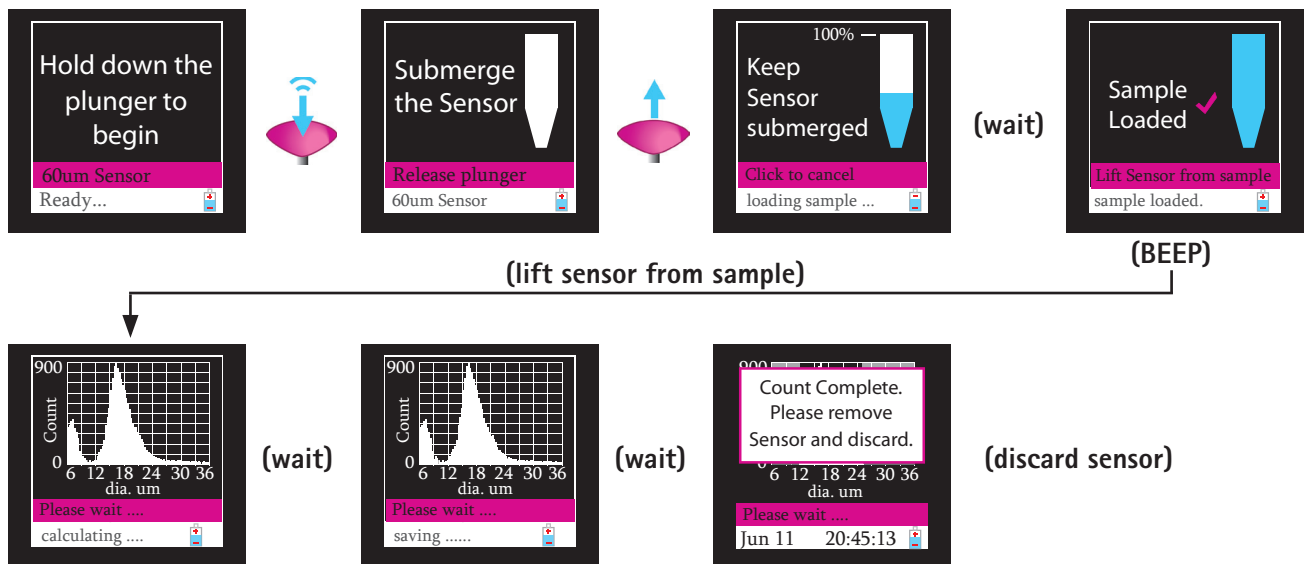 Hold down the
plunger to
begin
60um Sensor
Ready...
Submerge
the Sensor
Release plunger
60um Sensor
100%
Keep
Sensor
submerged
Click to cancel
loading sample ...
(wait)
Sample
Loaded
Lift Sensor from sample
sample loaded.
(BEEP)
(lift sensor from sample)
900
Count
0
6 12 18 24 30 36
dia. um
Please wait ....
calculating ....
(wait)
900
Count
0
6 12 18 24 30 36
dia. um
Please wait ....
saving ......
(wait)
900
Count Complete.
Please remove
Sensor and discard.
0
6 12 18 24 30 36
dia. um
Please wait ....
Jun 11 20:45:13
(discard sensor)